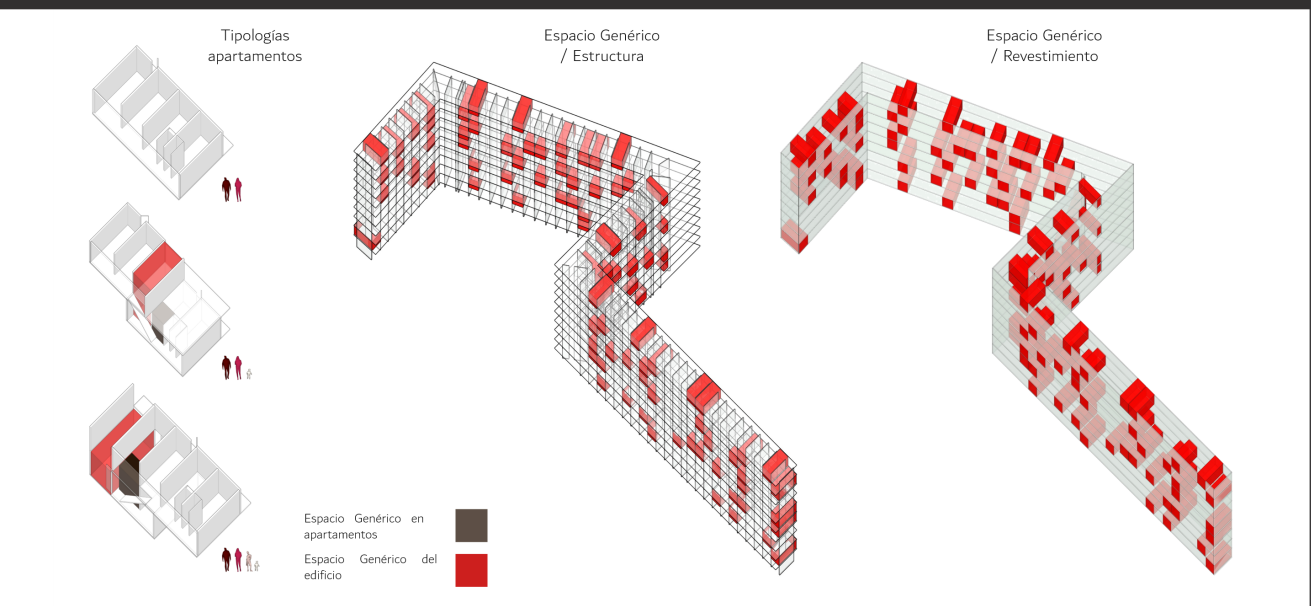 Tipologías
apartamentos
Espacio Genérico
/ Estructura
Espacio Genérico
/ Revestimiento
Espacio Genérico en
apartamentos
Espacio Genérico del
edificio